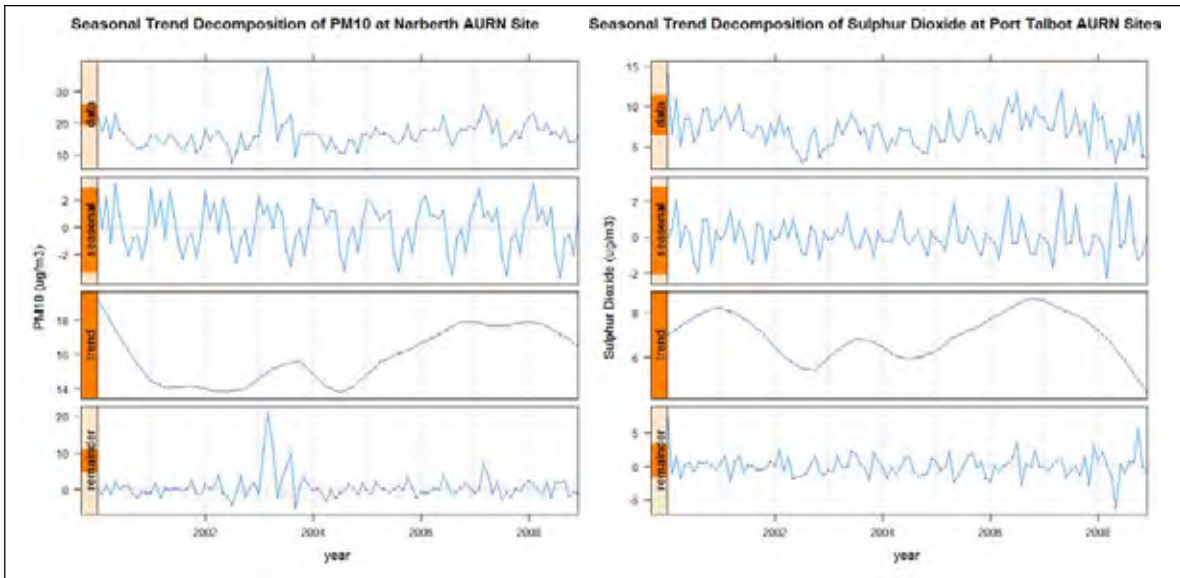 Seasonal Trend Decomposition of PM10 at Narberth AURN Site
30
20
10
data
2
0
-2
seasonal
18
16
14
trend
20
10
0
remainder
PM10 (ug/m3)
2002
2004
2006
2008
year
Seasonal Trend Decomposition of Sulphur Dioxide at Port Talbot AURN Sites
15
10
5
data
2
0
-2
seasonal
8
6
trend
5
0
-5
remainder
Sulphur Dioxide (ug/m3)
2002
2004
2006
2008
year